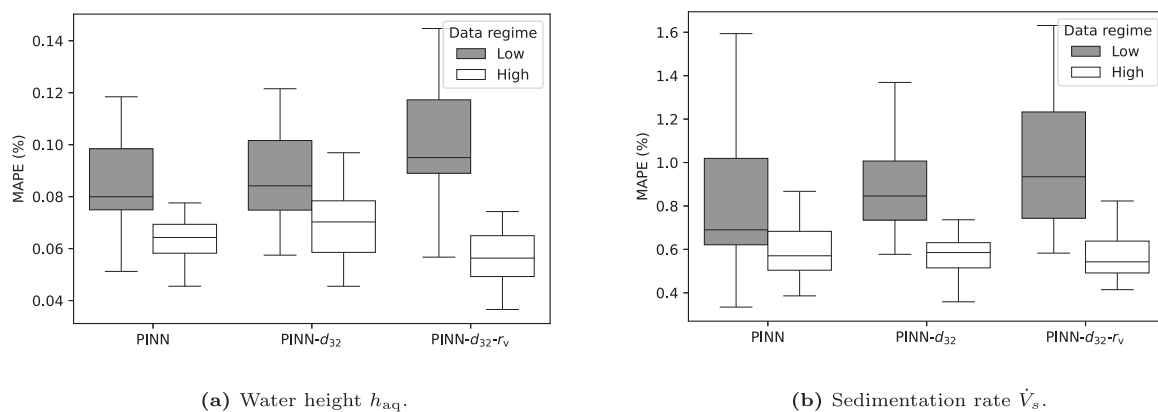 0.14
0.12
0.10
0.08
0.06
0.04
MAPE (%)
Data regime
Low
High
PINN
PINN-d₃₂
PINN-d₃₂-rᵥ
(a) Water height h_aq.
1.6
1.4
1.2
1.0
0.8
0.6
0.4
MAPE (%)
Data regime
Low
High
PINN
PINN-d₃₂
PINN-d₃₂-rᵥ
(b) Sedimentation rate V̇ₛ.